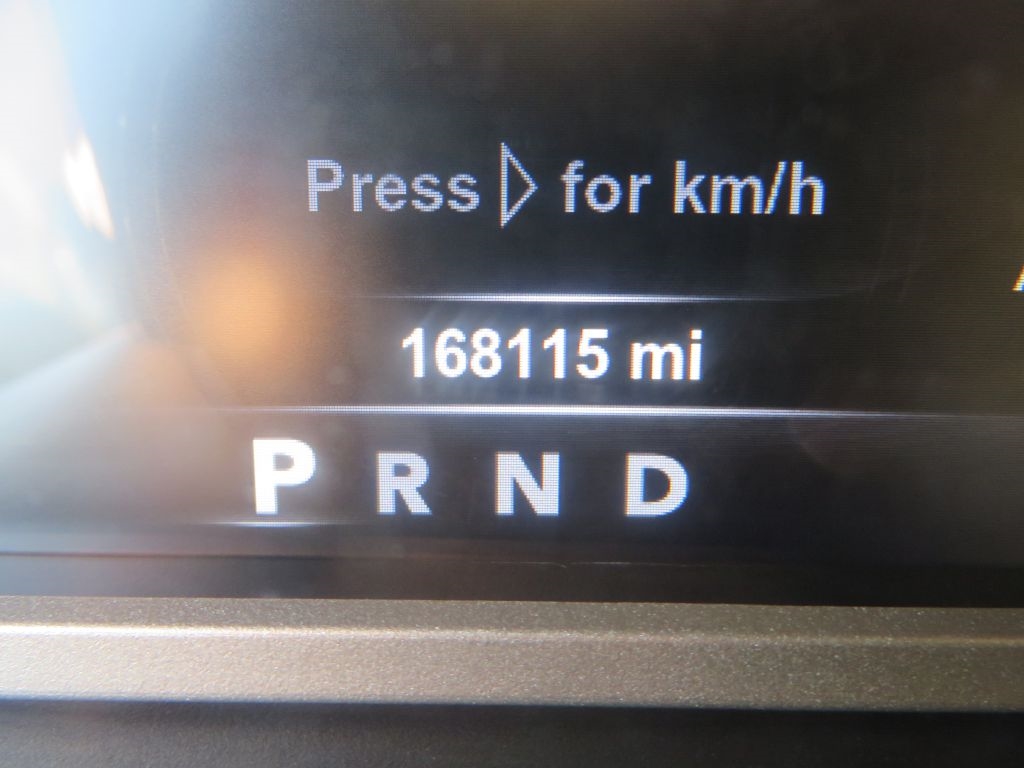 Press ▷ for km/h
168115 mi
P R N D